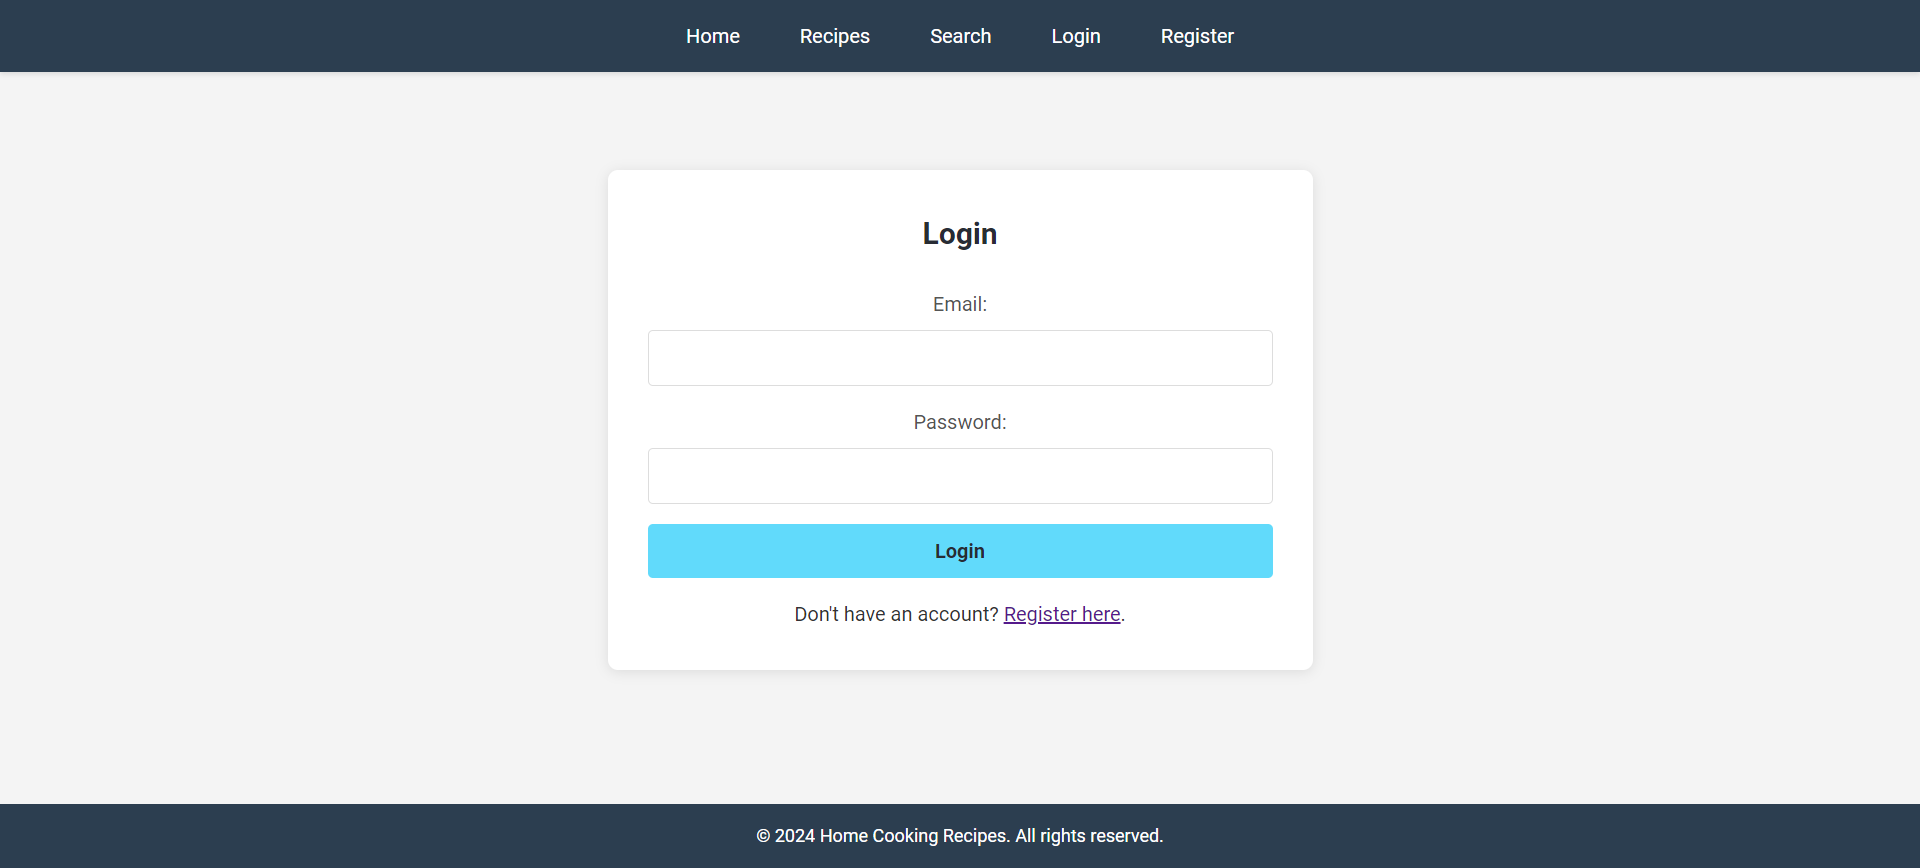 Home Recipes Search Login Register
Login
Email:
Password:
Login
Don't have an account? Register here.
© 2024 Home Cooking Recipes. All rights reserved.